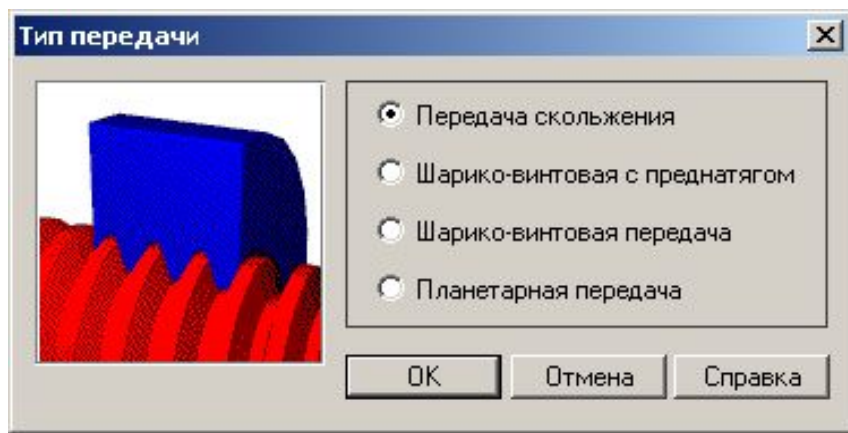 Тип передачи
Передача скольжения
Шарико-винтовая с преднатягом
Шарико-винтовая передача
Планетарная передача
OK Отмена Справка